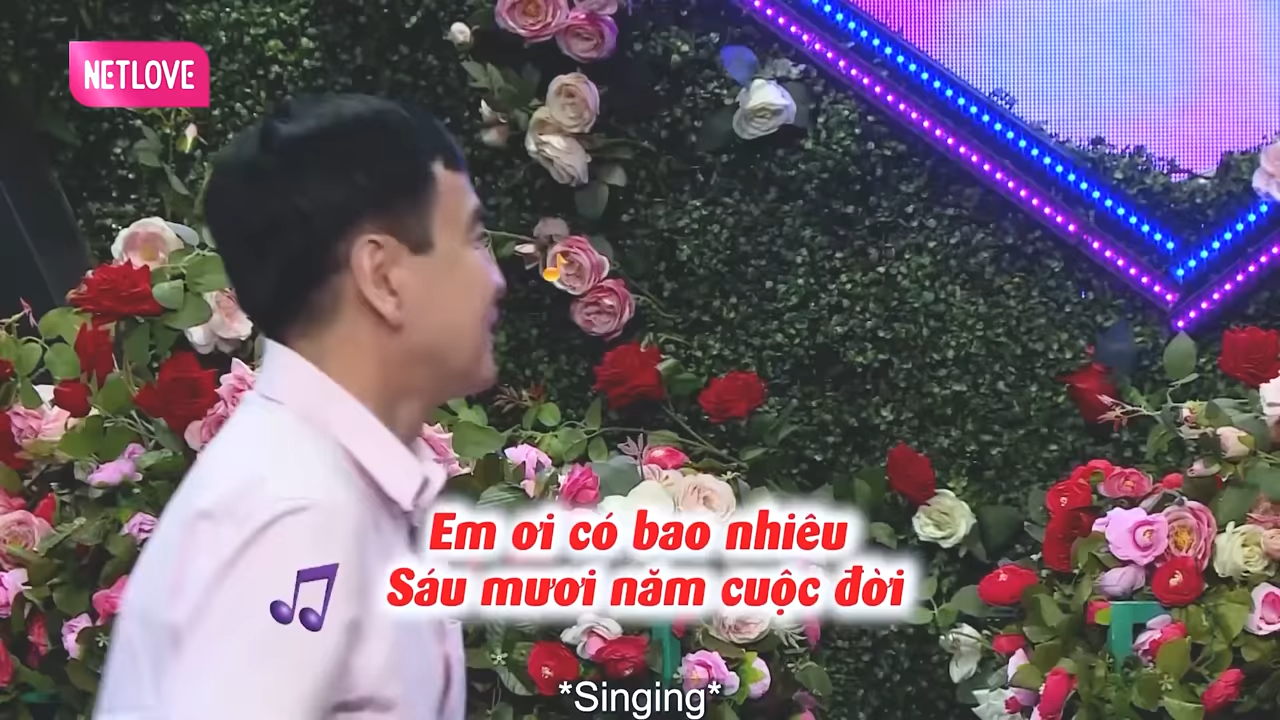 NETLOVE
Em ơi có bao nhiêu
Sáu mươi năm cuộc đời
*Singing*